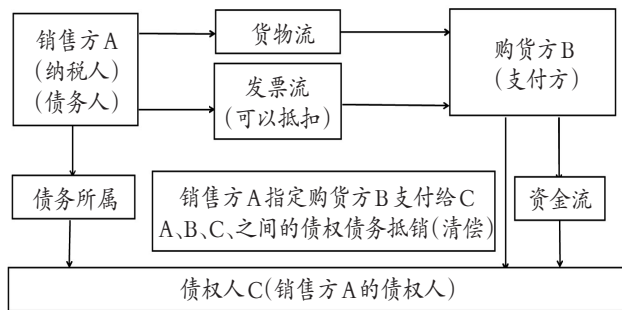 销售方A
(纳税人)
(债务人)
货物流
发票流
(可以抵扣)
购货方B
(支付方)
债务所属
销售方A指定购货方B支付给C
A、B、C、之间的债权债务抵销(清偿)
资金流
债权人C(销售方A的债权人)